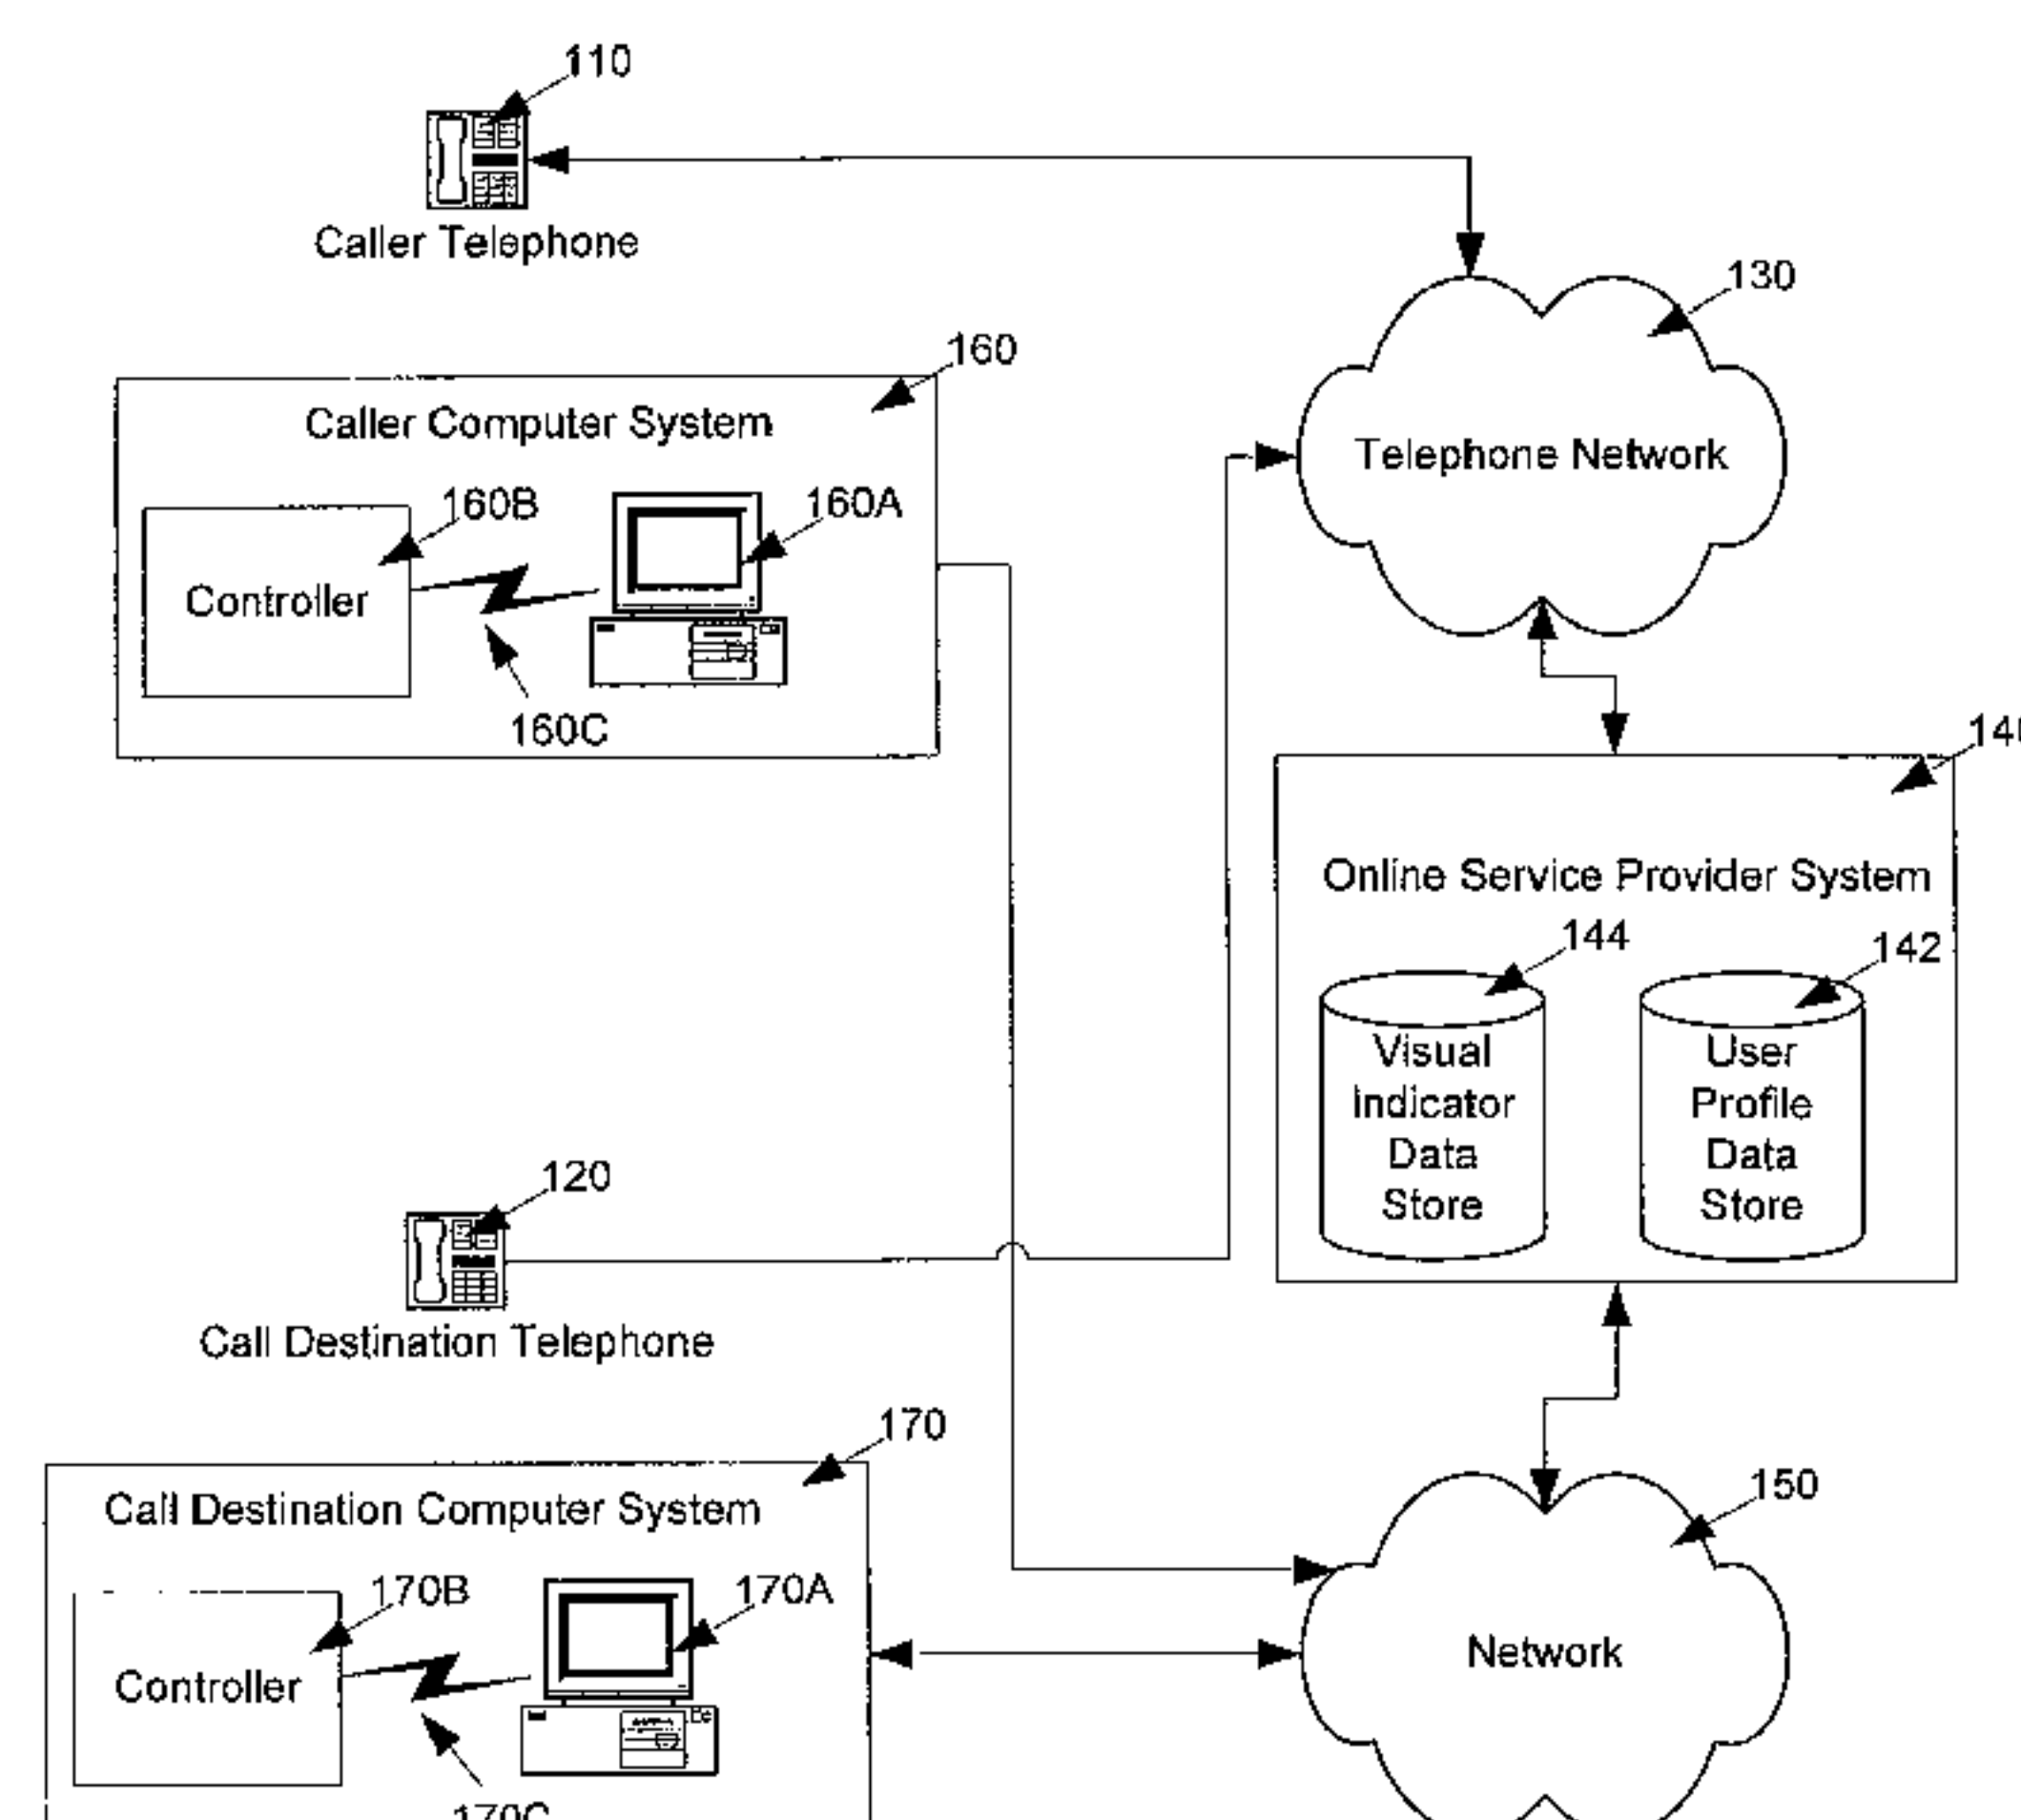 110
Caller Telephone
130
160
Caller Computer System
Telephone Network
160B
160A
Controller
160C
Online Service Provider System
144
142
Visual
Indicator
Data
Store
User
Profile
Data
Store
120
Call Destination Telephone
170
Call Destination Computer System
150
170B
170A
Network
Controller
170C